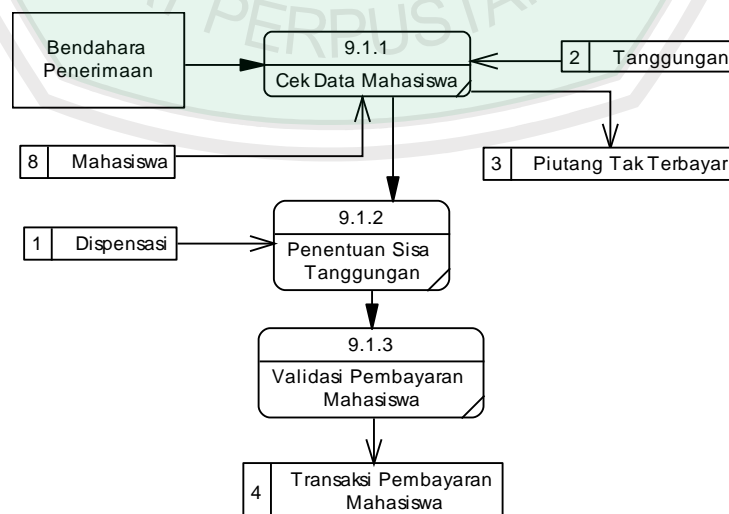 PERPUSTA
Bendahara
Penerimaan
9.1.1
Cek Data Mahasiswa
2 Tanggungan
8 Mahasiswa
3 Piutang Tak Terbayar
9.1.2
Penentuan Sisa
Tanggungan
1 Dispensasi
9.1.3
Validasi Pembayaran
Mahasiswa
4 Transaksi Pembayaran
Mahasiswa